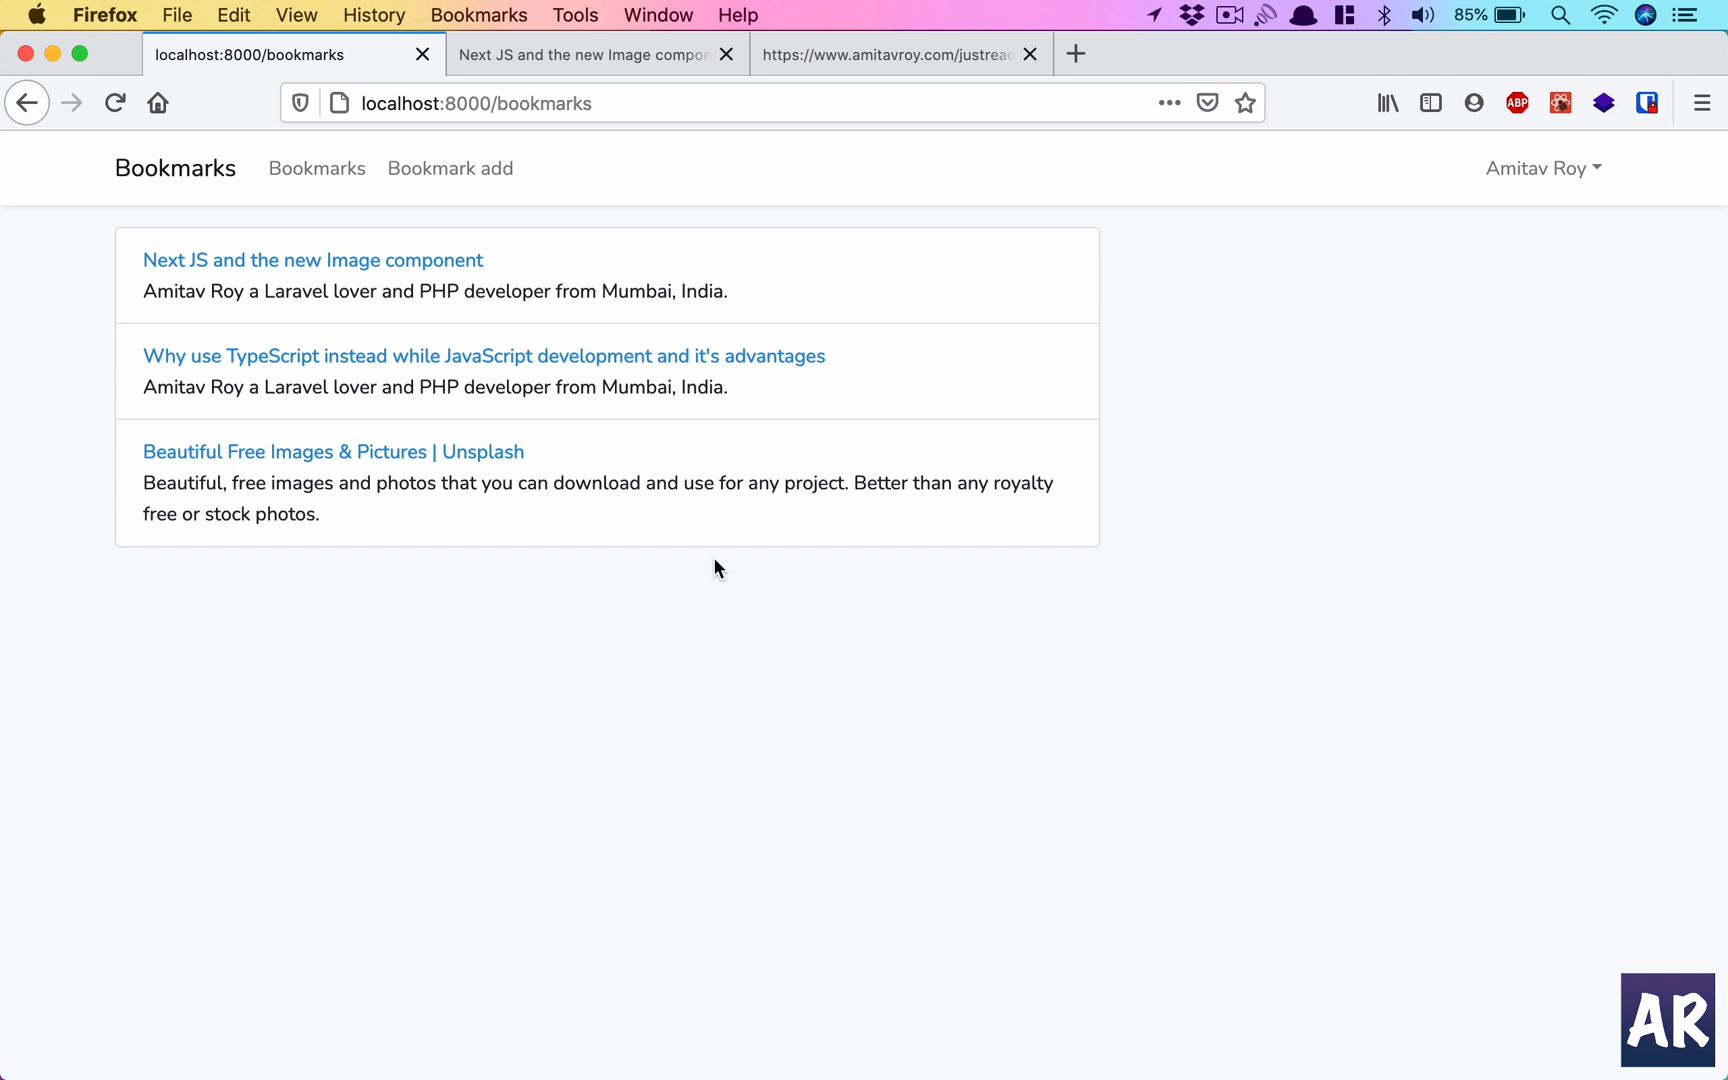 Firefox File Edit View History Bookmarks Tools Window Help 85%
localhost:8000/bookmarks Next JS and the new Image compon https://www.amitavroy.com/justread
localhost:8000/bookmarks ABP
Bookmarks Bookmarks Bookmark add Amitav Roy
Next JS and the new Image component
Amitav Roy a Laravel lover and PHP developer from Mumbai, India.
Why use TypeScript instead while JavaScript development and it's advantages
Amitav Roy a Laravel lover and PHP developer from Mumbai, India.
Beautiful Free Images & Pictures | Unsplash
Beautiful, free images and photos that you can download and use for any project. Better than any royalty
free or stock photos.
AR